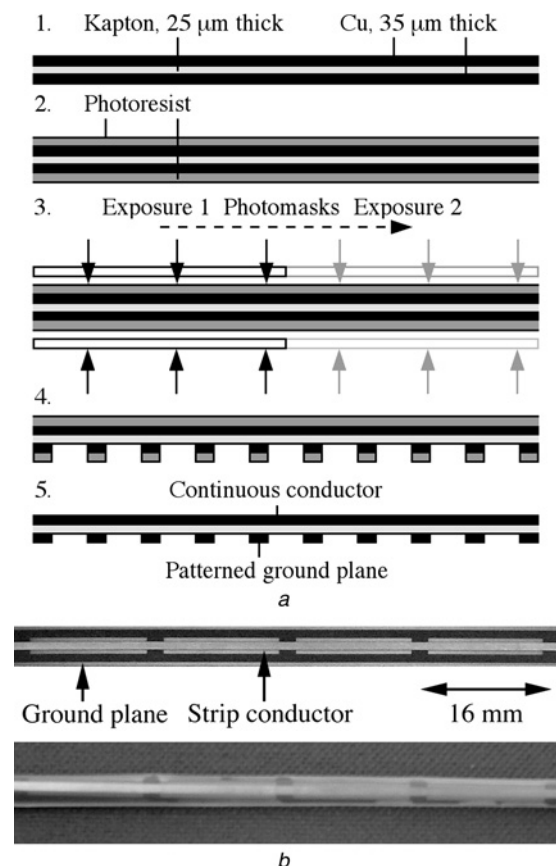 1. Kapton, 25 μm thick Cu, 35 μm thick
2. Photoresist
3. Exposure 1 Photomasks Exposure 2
4.
5. Continuous conductor
Patterned ground plane
a
Ground plane Strip conductor 16 mm
b